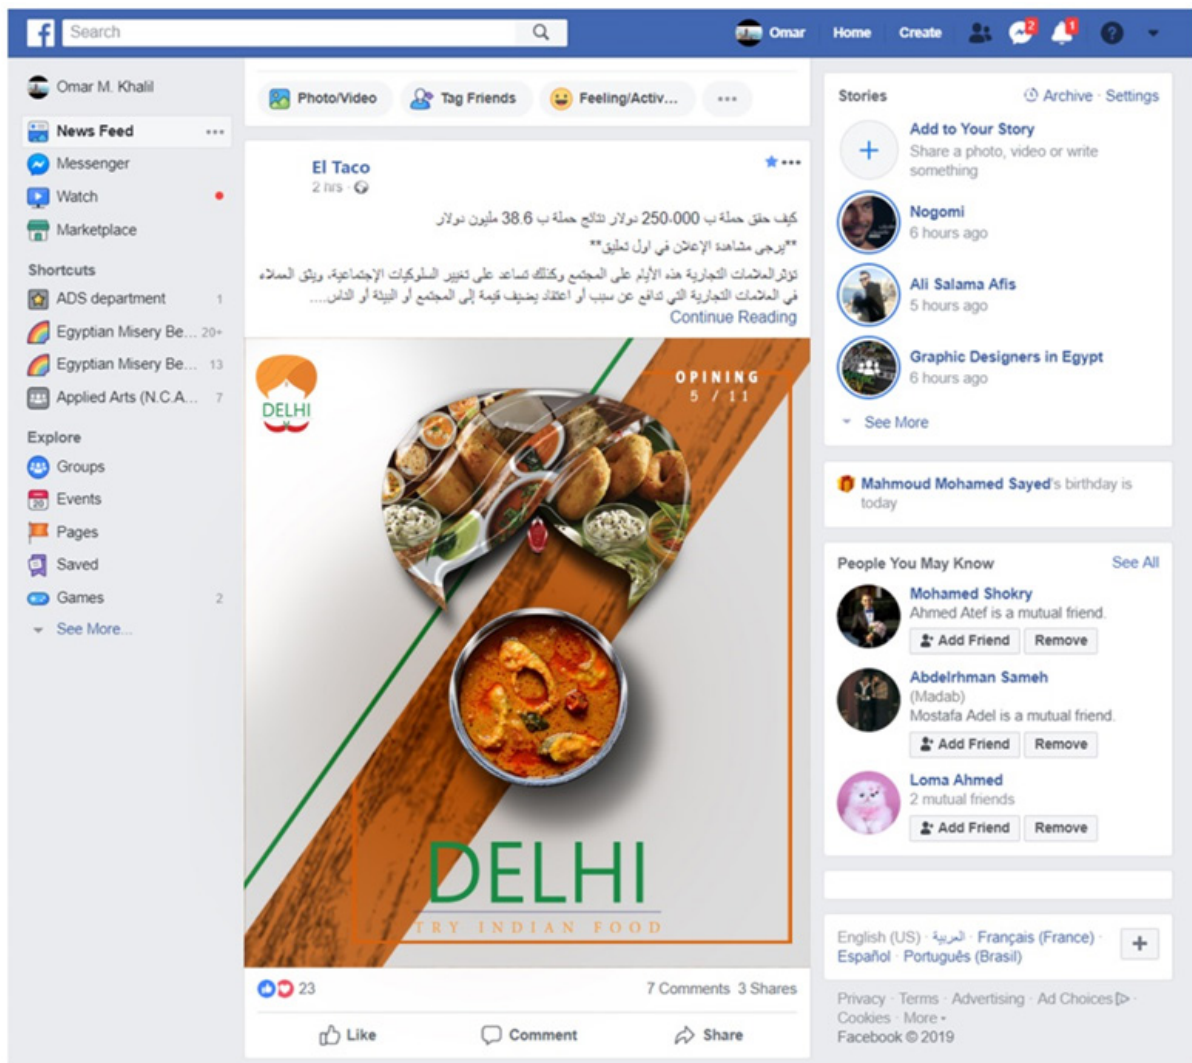 Search
Omar
Home
Create
2
1
Omar M. Khalil
News Feed
Messenger
Watch
Marketplace
Shortcuts
ADS department 1
Egyptian Misery Be... 20+
Egyptian Misery Be... 13
Applied Arts (N.C.A... 7
Explore
Groups
Events
20
Pages
Saved
Games 2
See More...
Photo/Video
Tag Friends
Feeling/Activ...
El Taco
2 hrs
كيف حقق حملة ب 250.000 دولار نتائج حملة ب 38.6 مليون دولار
**يرجى مشاهدة الإعلان في اول تعليق**
تؤثر العلامات التجارية هذه الأيام على المجتمع وكذلك تساعد على تغيير السلوكيات الإجتماعية، ويثق العملاء
في العلامات التجارية التي تدافع عن سبب أو اعتقاد يضيف قيمة إلى المجتمع أو البيئة أو الناس.....
Continue Reading
DELHI
OPINING
5 / 11
DELHI
TRY INDIAN FOOD
23
7 Comments 3 Shares
Like
Comment
Share
Stories
Archive · Settings
Add to Your Story
Share a photo, video or write
something
Nogomi
6 hours ago
Ali Salama Afis
5 hours ago
Graphic Designers in Egypt
6 hours ago
See More
Mahmoud Mohamed Sayed's birthday is
today
People You May Know
See All
Mohamed Shokry
Ahmed Atef is a mutual friend.
Add Friend
Remove
Abdelrhman Sameh
(Madab)
Mostafa Adel is a mutual friend.
Add Friend
Remove
Loma Ahmed
2 mutual friends
Add Friend
Remove
English (US) · العربية · Français (France) ·
Español · Português (Brasil)
Privacy · Terms · Advertising · Ad Choices ·
Cookies · More
Facebook © 2019